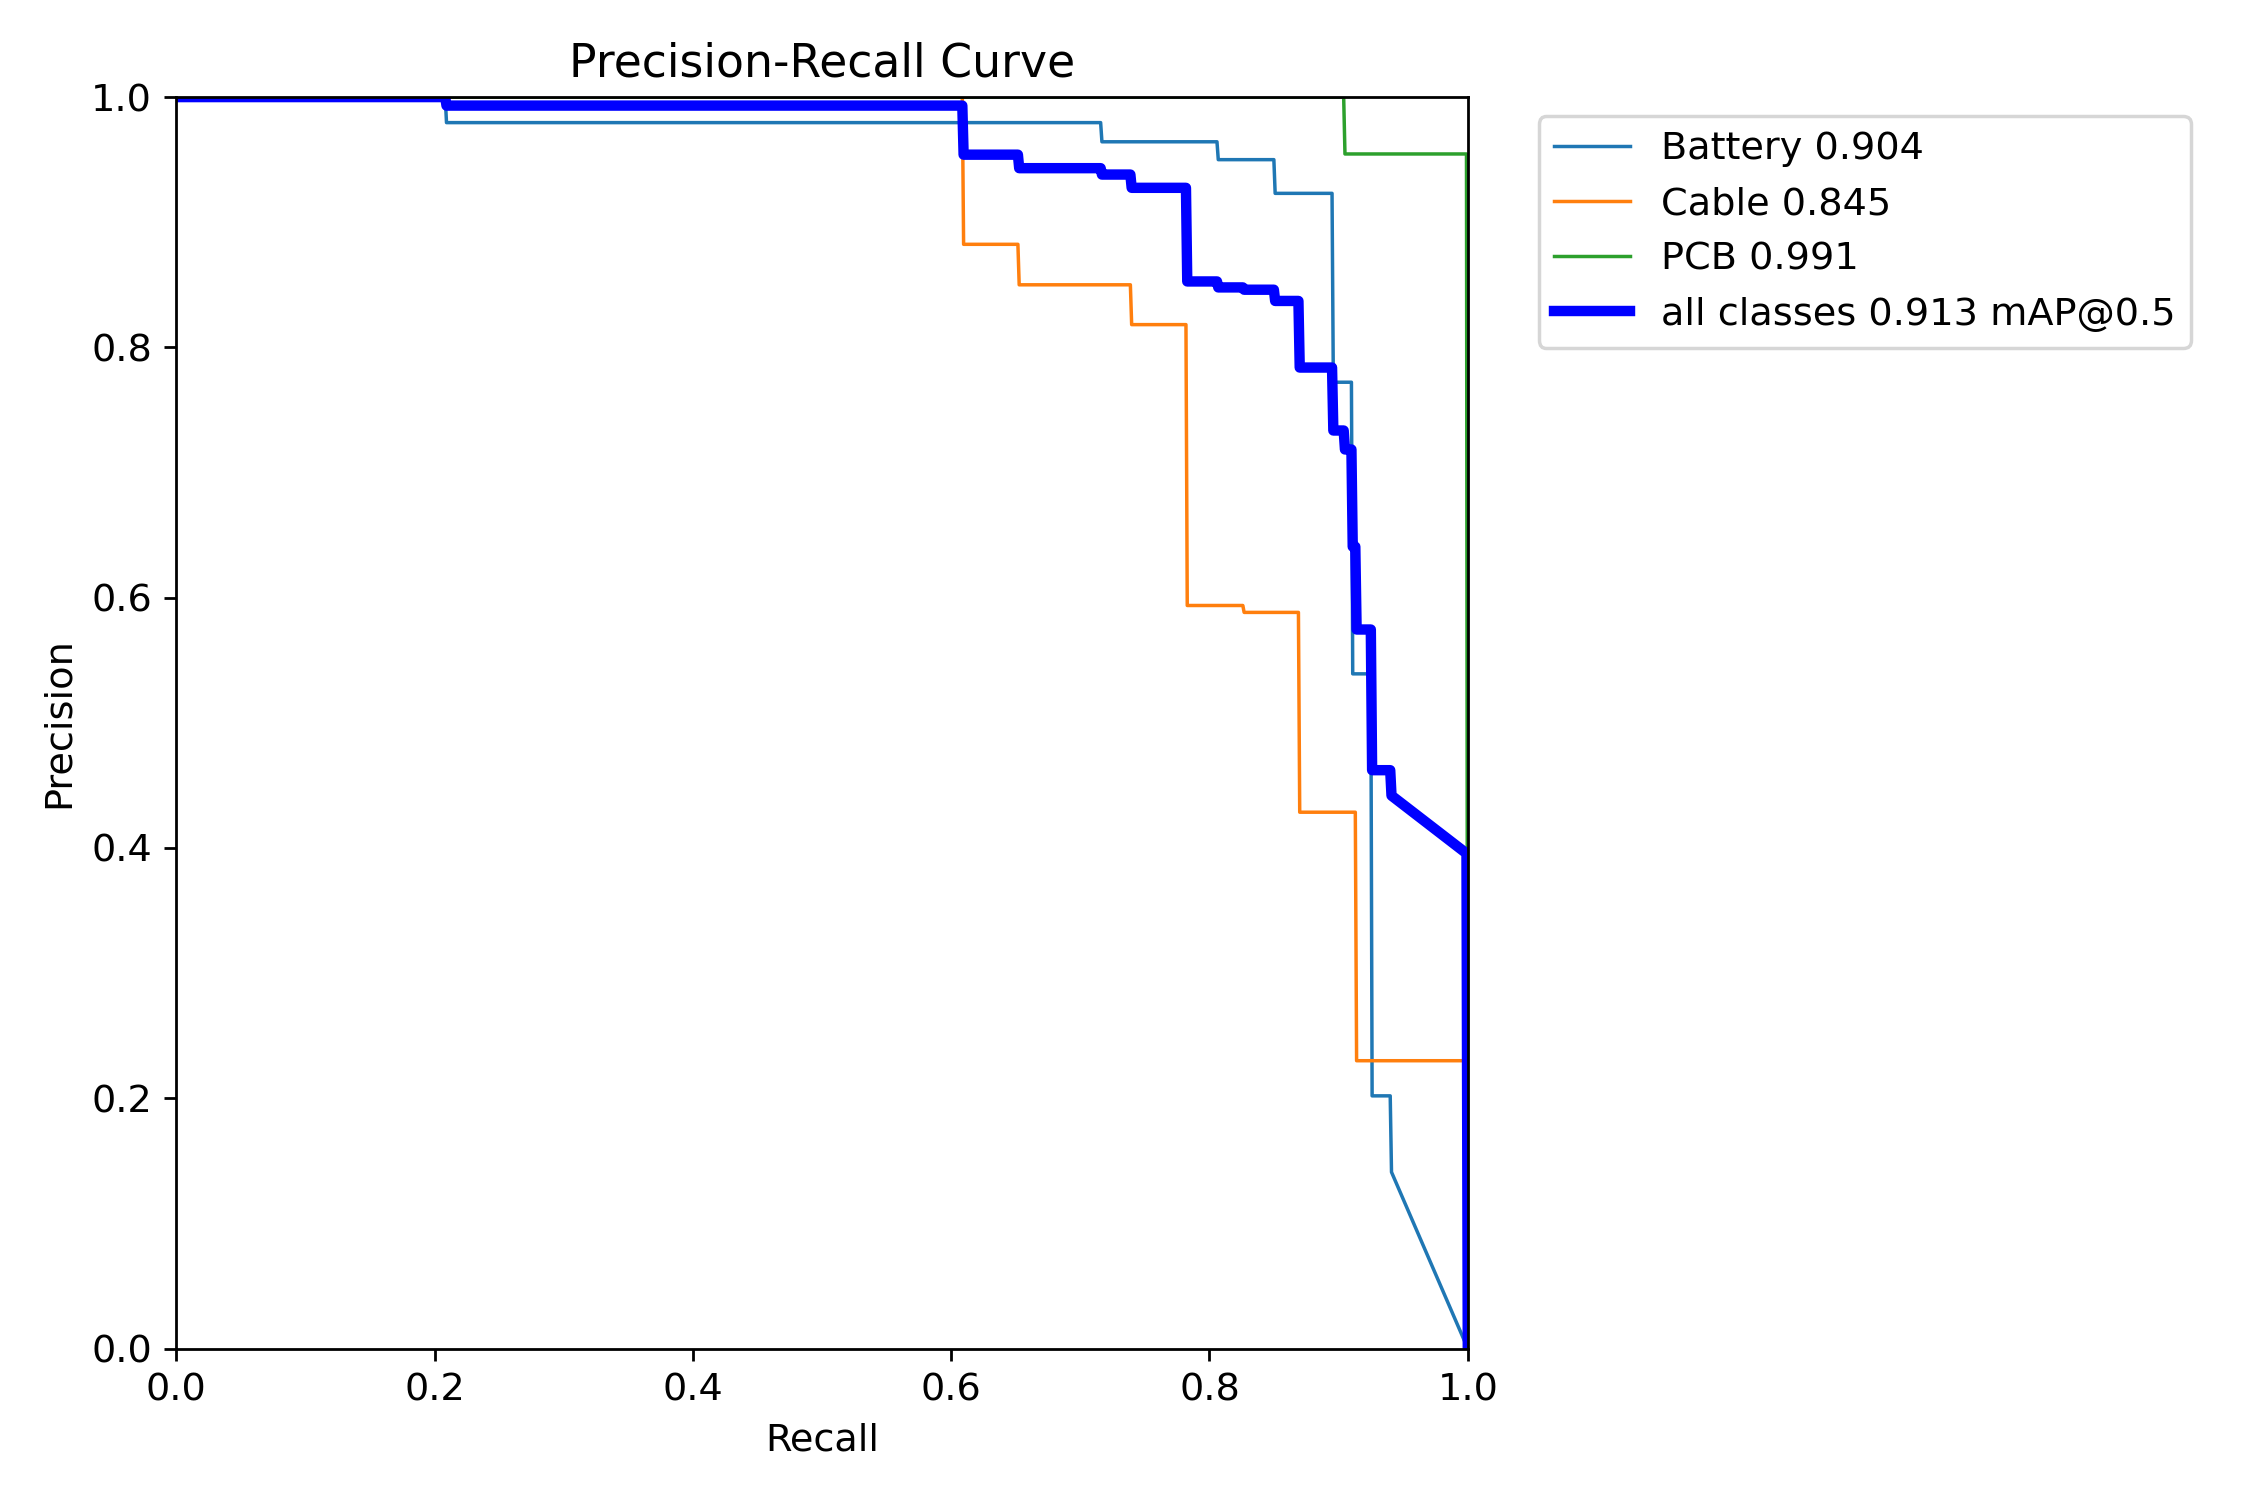 Precision-Recall Curve
1.0
0.8
0.6
0.4
0.2
0.0
Precision
0.0 0.2 0.4 0.6 0.8 1.0
Recall
Battery 0.904
Cable 0.845
PCB 0.991
all classes 0.913 mAP@0.5